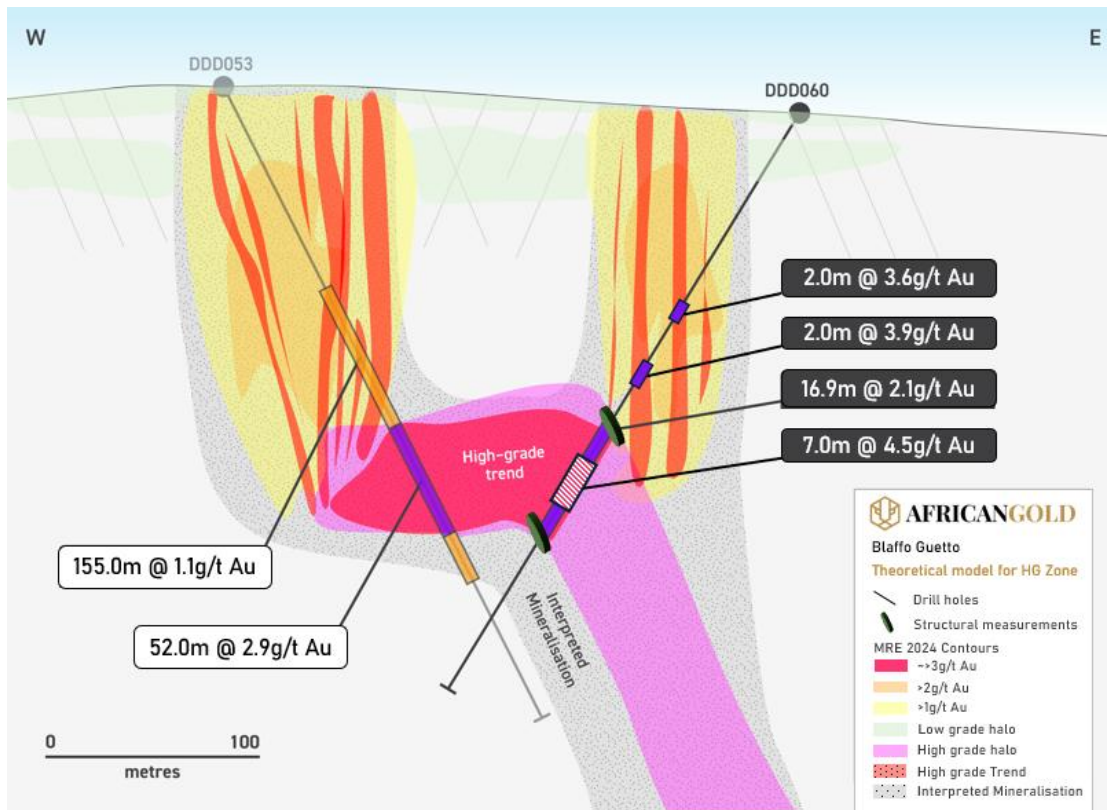 W
E
DDD053
DDD060
2.0m @ 3.6g/t Au
2.0m @ 3.9g/t Au
16.9m @ 2.1g/t Au
7.0m @ 4.5g/t Au
High-grade
trend
155.0m @ 1.1g/t Au
52.0m @ 2.9g/t Au
Interpreted
Mineralisation
0 100
metres
AFRICANGOLD
Blaffo Guetto
Theoretical model for HG Zone
Drill holes
Structural measurements
MRE 2024 Contours
~>3g/t Au
>2g/t Au
>1g/t Au
Low grade halo
High grade halo
High grade Trend
Interpreted Mineralisation